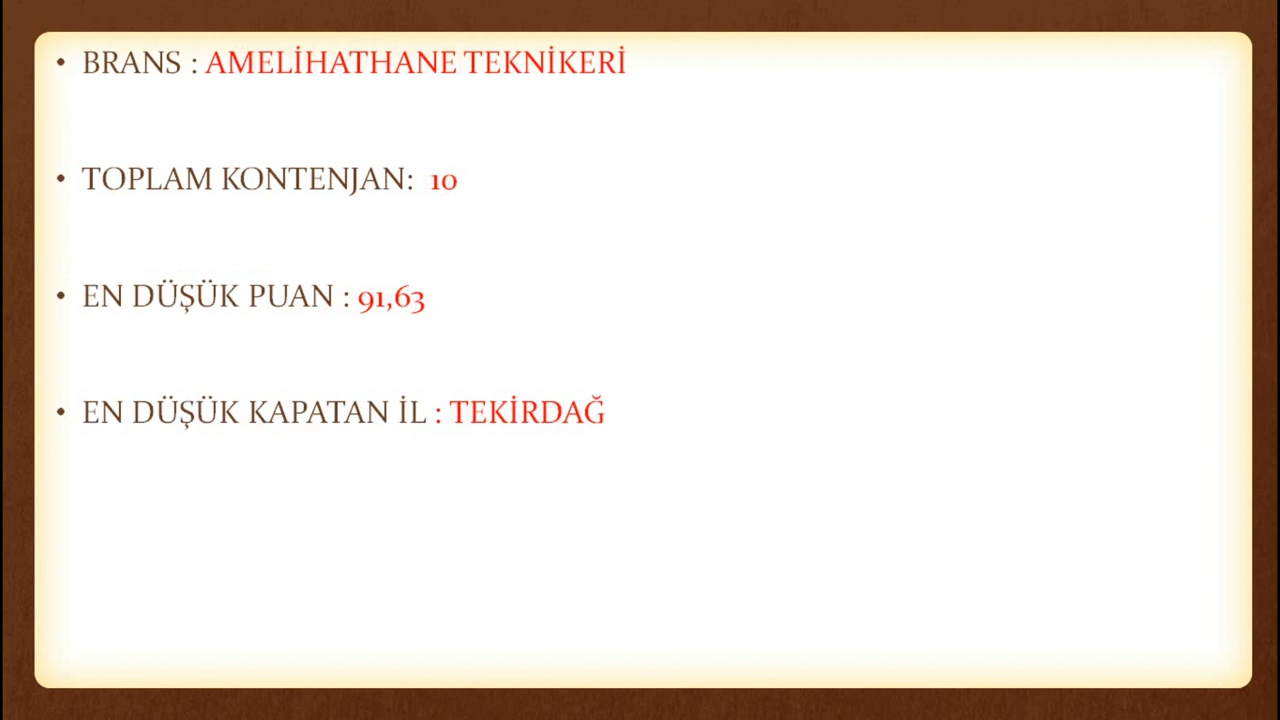 • BRANS : AMELİHATHANE TEKNİKERİ
• TOPLAM KONTENJAN: 10
• EN DÜŞÜK PUAN : 91,63
• EN DÜŞÜK KAPATAN İL : TEKİRDAĞ